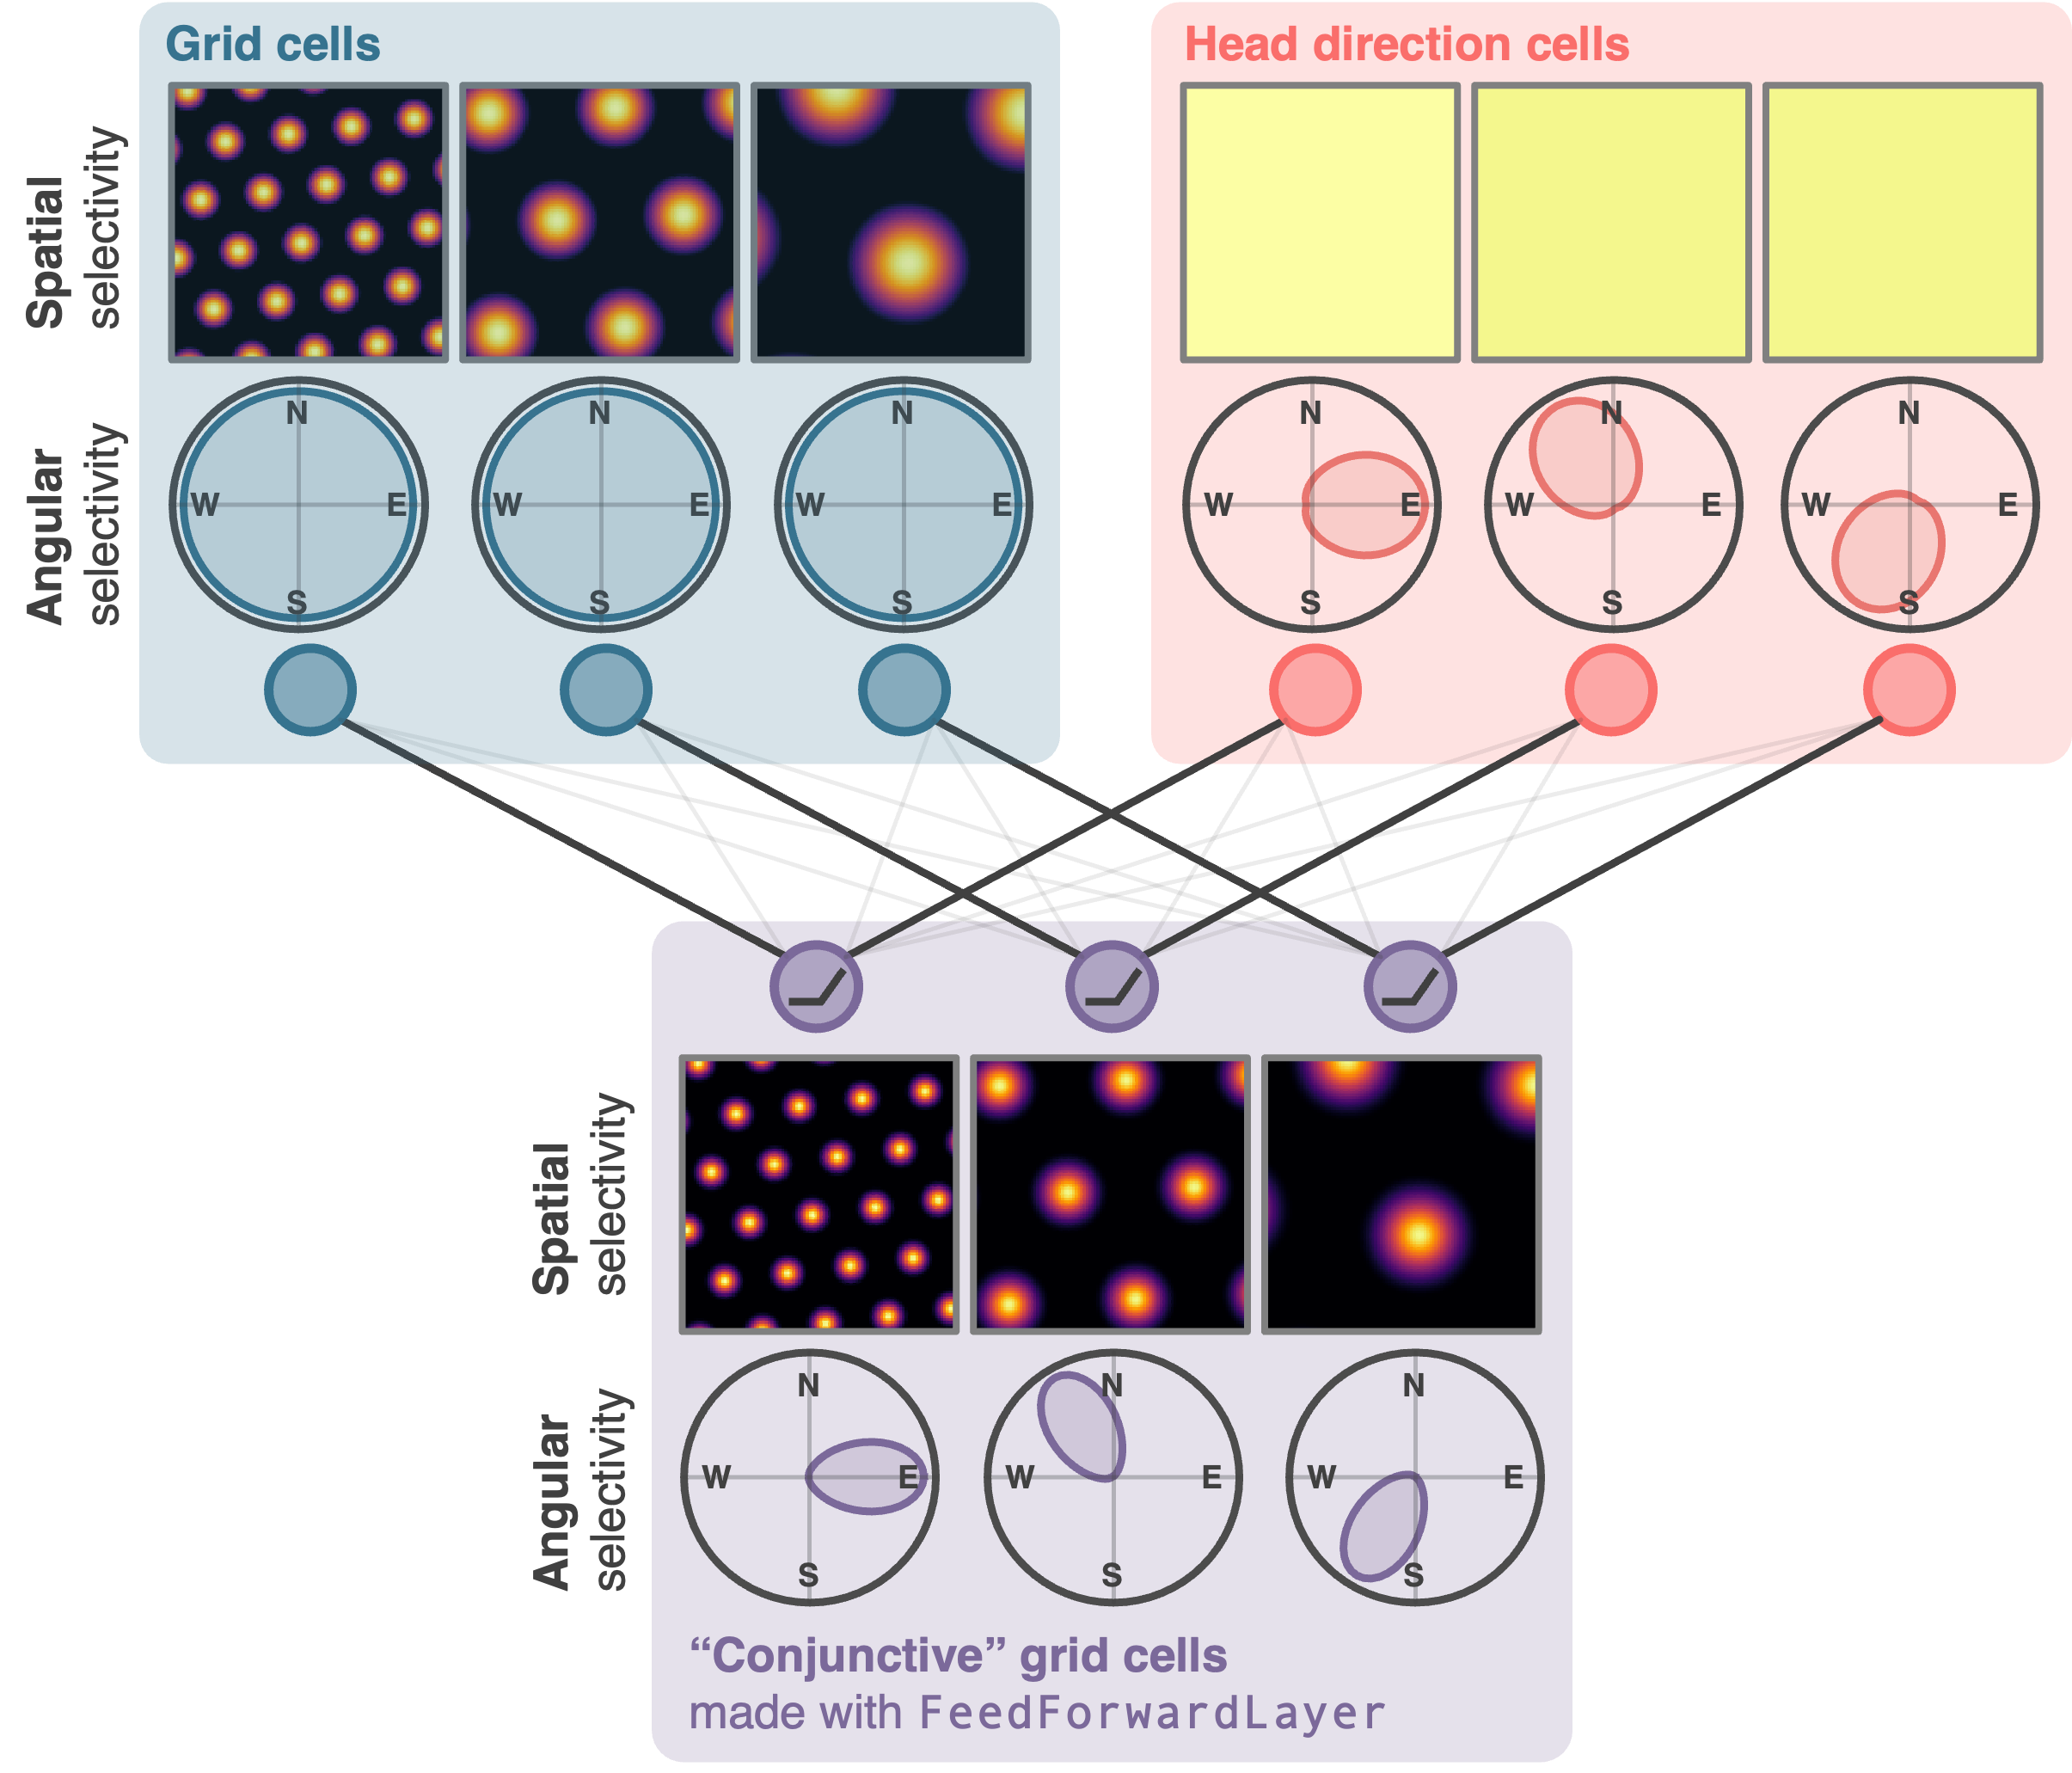 Grid cells
Head direction cells
Spatial
selectivity
Angular
selectivity
N
W E
S
N
W E
S
N
W E
S
N
W E
S
N
W E
S
N
W E
S
Spatial
selectivity
Angular
selectivity
N
W E
S
N
W E
S
N
W E
S
“Conjunctive” grid cells
made with FeedForwardLayer